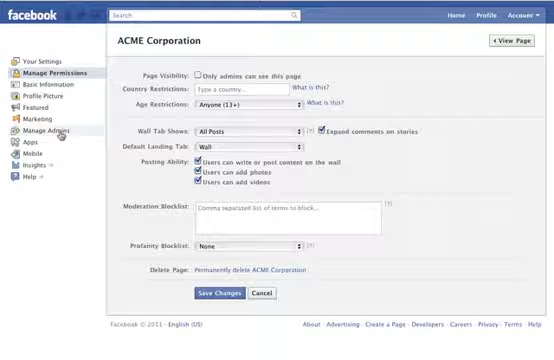 facebook Search Home Profile Account
ACME Corporation View Page
Your Settings
Manage Permissions
Basic Information
Profile Picture
Featured
Marketing
Manage Admins
Apps
Mobile
Insights
Help
Page Visibility: Only admins can see this page
Country Restrictions: Type a country... What is this?
Age Restrictions: Anyone (13+) What is this?
Wall Tab Shows: All Posts [?] Expand comments on stories
Default Landing Tab: Wall
Posting Ability: Users can write or post content on the wall
Users can add photos
Users can add videos
Moderation Blocklist: Comma separated list of terms to block... [?]
Profanity Blocklist: None [?]
Delete Page: Permanently delete ACME Corporation
Save Changes Cancel
Facebook © 2011 · English (US) About · Advertising · Create a Page · Developers · Careers · Privacy · Terms · Help